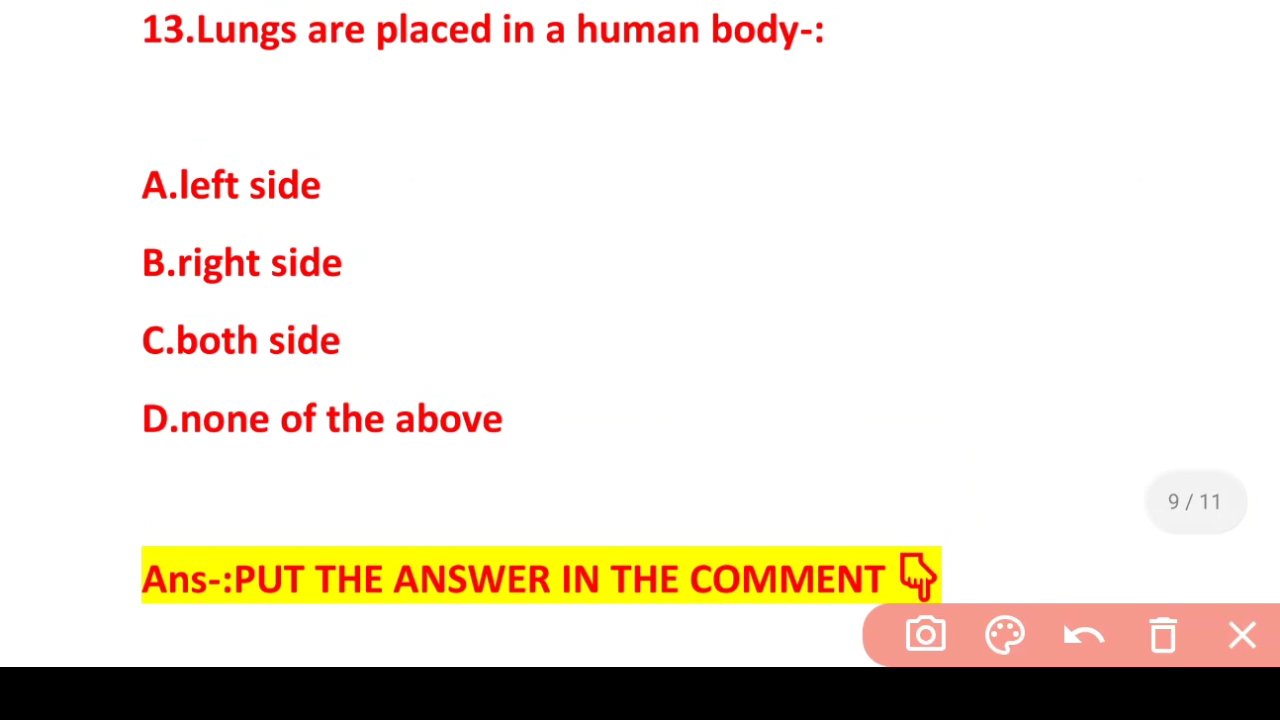 13.Lungs are placed in a human body-:
A.left side
B.right side
C.both side
D.none of the above
9 / 11
Ans-:PUT THE ANSWER IN THE COMMENT